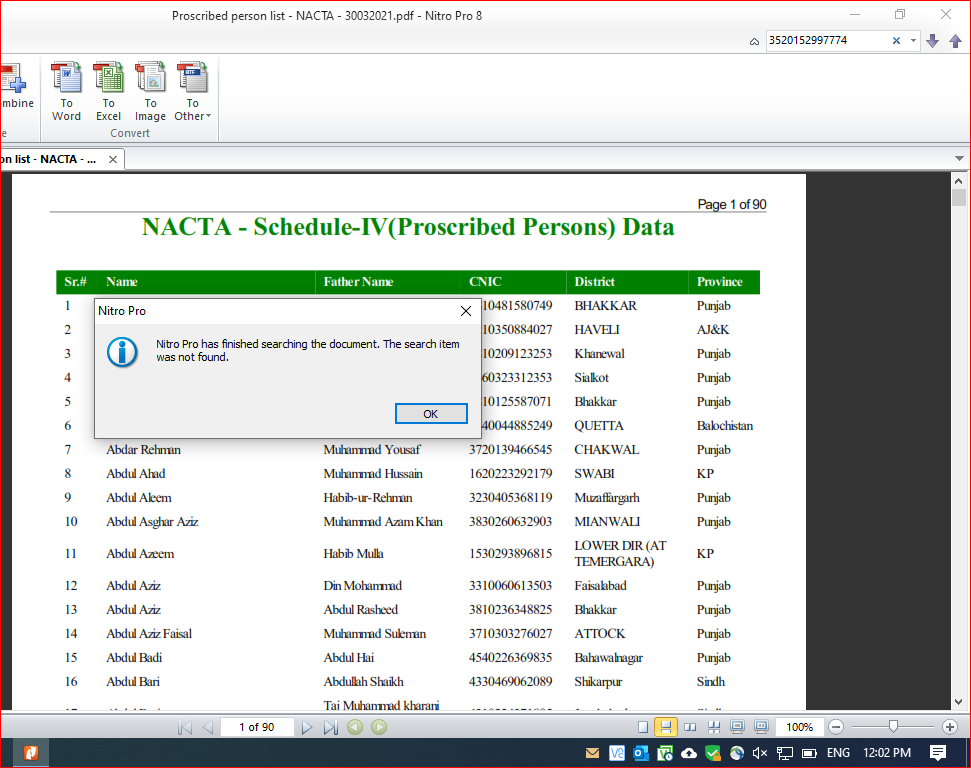 Proscribed person list - NACTA - 30032021.pdf - Nitro Pro 8
3520152997774
mbine
To Word
To Excel
To Image
To Other
e
Convert
on list - NACTA - ...
Page 1 of 90
NACTA - Schedule-IV(Proscribed Persons) Data
Sr.# Name Father Name CNIC District Province
1 10481580749 BHAKKAR Punjab
2 10350884027 HAVELI AJ&K
3 10209123253 Khanewal Punjab
4 60323312353 Sialkot Punjab
5 10125587071 Bhakkar Punjab
6 40044885249 QUETTA Balochistan
Nitro Pro
Nitro Pro has finished searching the document. The search item
was not found.
OK
7 Abdar Rehman Muhammad Yousaf 3720139466545 CHAKWAL Punjab
8 Abdul Ahad Muhammad Hussain 1620223292179 SWABI KP
9 Abdul Aleem Habib-ur-Rehman 3230405368119 Muzaffargarh Punjab
10 Abdul Asghar Aziz Muhammad Azam Khan 3830260632903 MIANWALI Punjab
11 Abdul Azeem Habib Mulla 1530293896815 LOWER DIR (AT TEMERGARA) KP
12 Abdul Aziz Din Mohammad 3310060613503 Faisalabad Punjab
13 Abdul Aziz Abdul Rasheed 3810236348825 Bhakkar Punjab
14 Abdul Aziz Faisal Muhammad Suleman 3710303276027 ATTOCK Punjab
15 Abdul Badi Abdul Hai 4540226369835 Bahawalnagar Punjab
16 Abdul Bari Abdullah Shaikh 4330469062089 Shikarpur Sindh
Taj Muhammad kharani
1 of 90
100%
ENG 12:02 PM